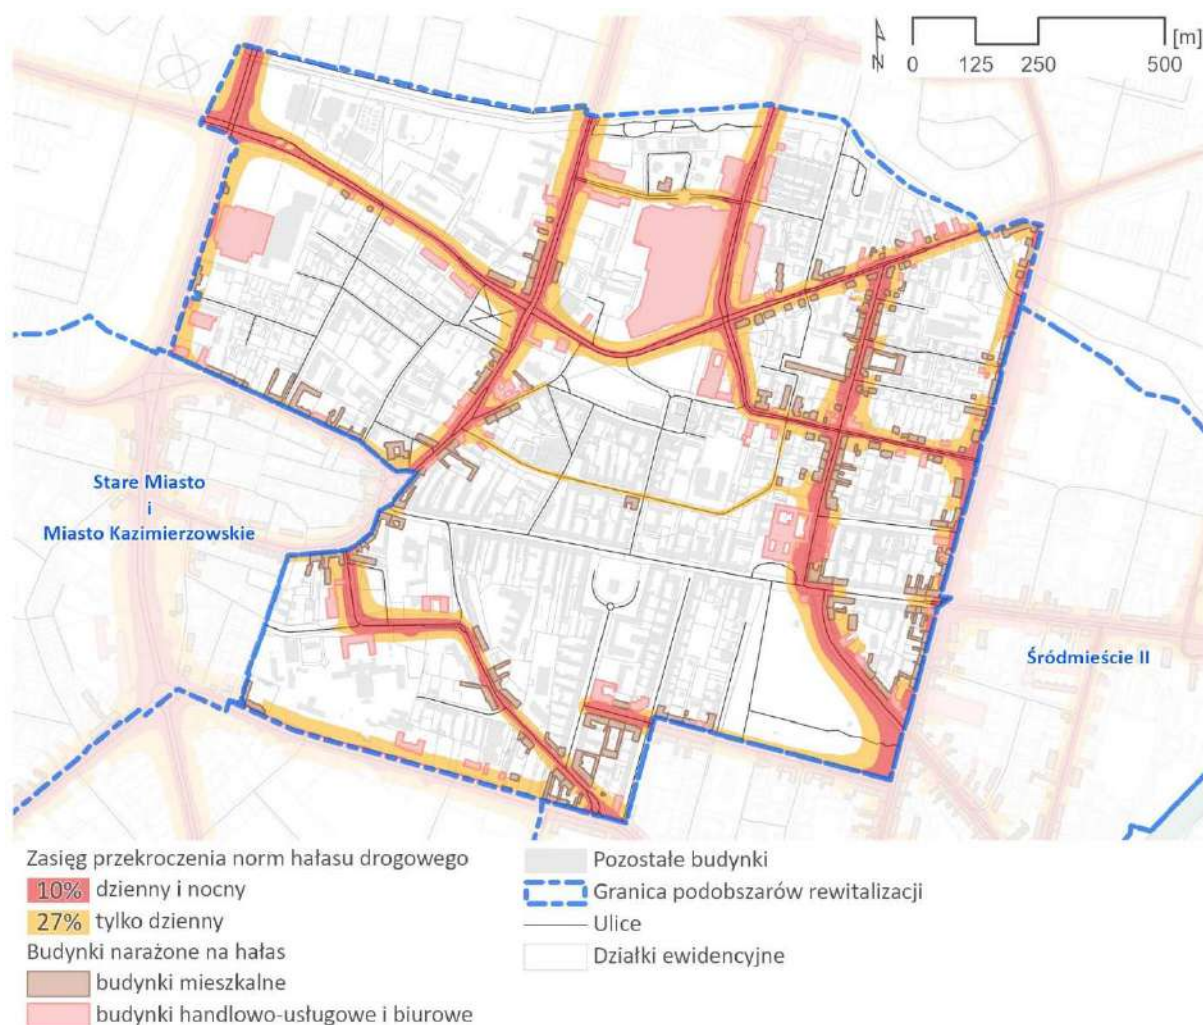 [m]
0 125 250 500
Stare Miasto
i
Miasto Kazimierzowskie
Śródmieście II
Zasięg przekroczenia norm hałasu drogowego
10% dzienny i nocny
27% tylko dzienny
Budynki narażone na hałas
budynki mieszkalne
budynki handlowo-usługowe i biurowe
Pozostałe budynki
Granica podobszarów rewitalizacji
Ulice
Działki ewidencyjne